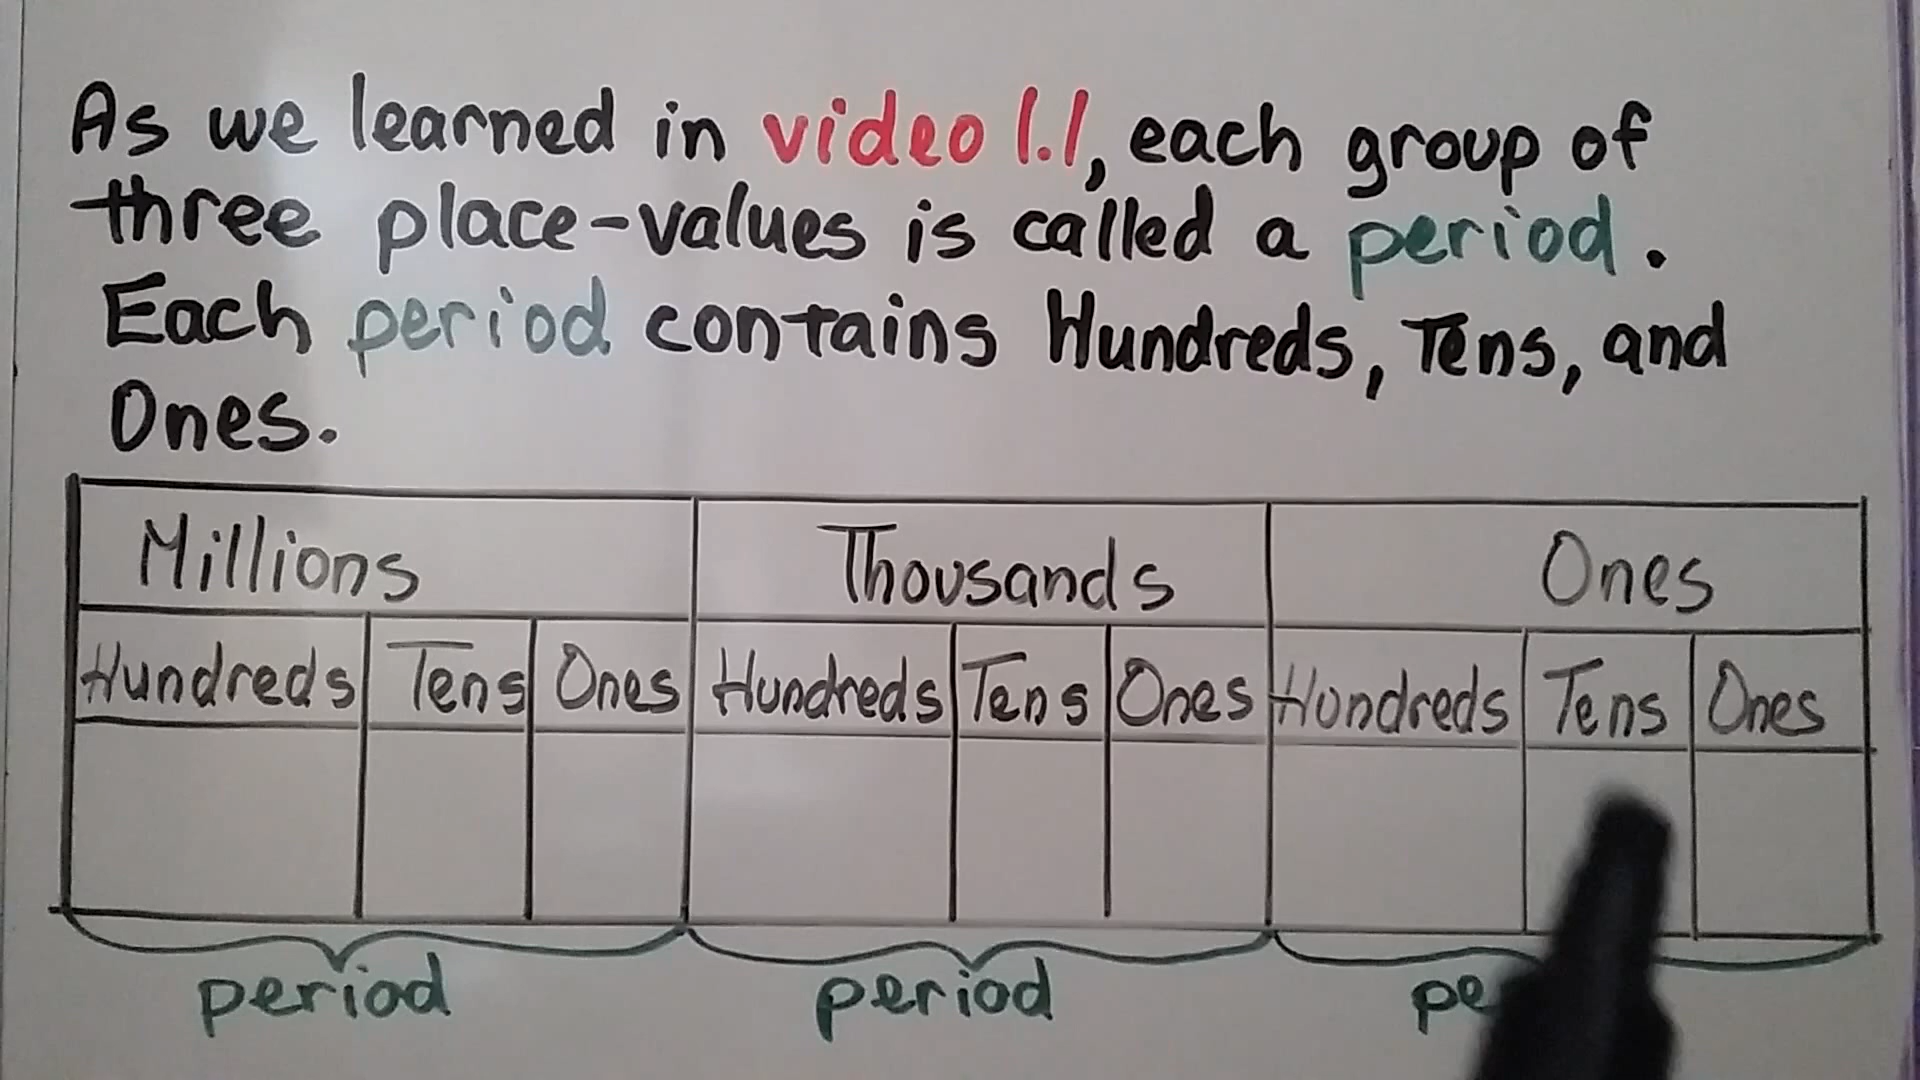 As we learned in video 1.1, each group of
three place-values is called a period.
Each period contains Hundreds, Tens, and
Ones.
Millions Thousands Ones
Hundreds Tens Ones Hundreds Tens Ones Hundreds Tens Ones
period period pe